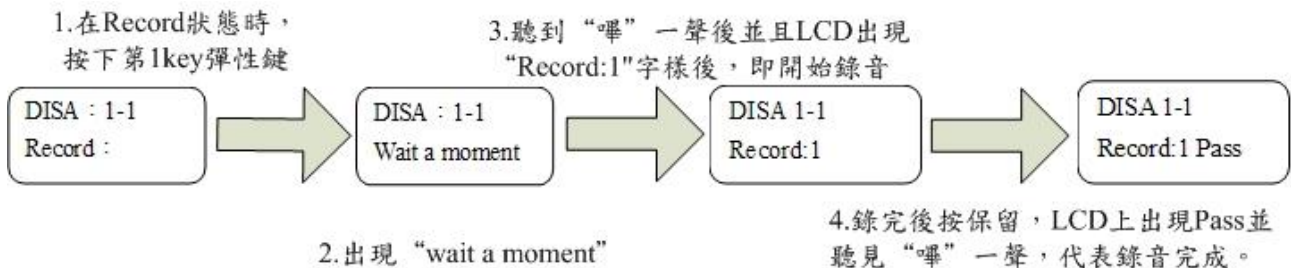 1.在Record狀態時，
按下第1key彈性鍵
DISA：1-1
Record：
2.出現“wait a moment”
DISA：1-1
Wait a moment
3.聽到“嗶”一聲後並且LCD出現
“Record:1"字樣後，即開始錄音
DISA 1-1
Record:1
DISA 1-1
Record:1 Pass
4.錄完後按保留，LCD上出現Pass並
聽見“嗶”一聲，代表錄音完成。